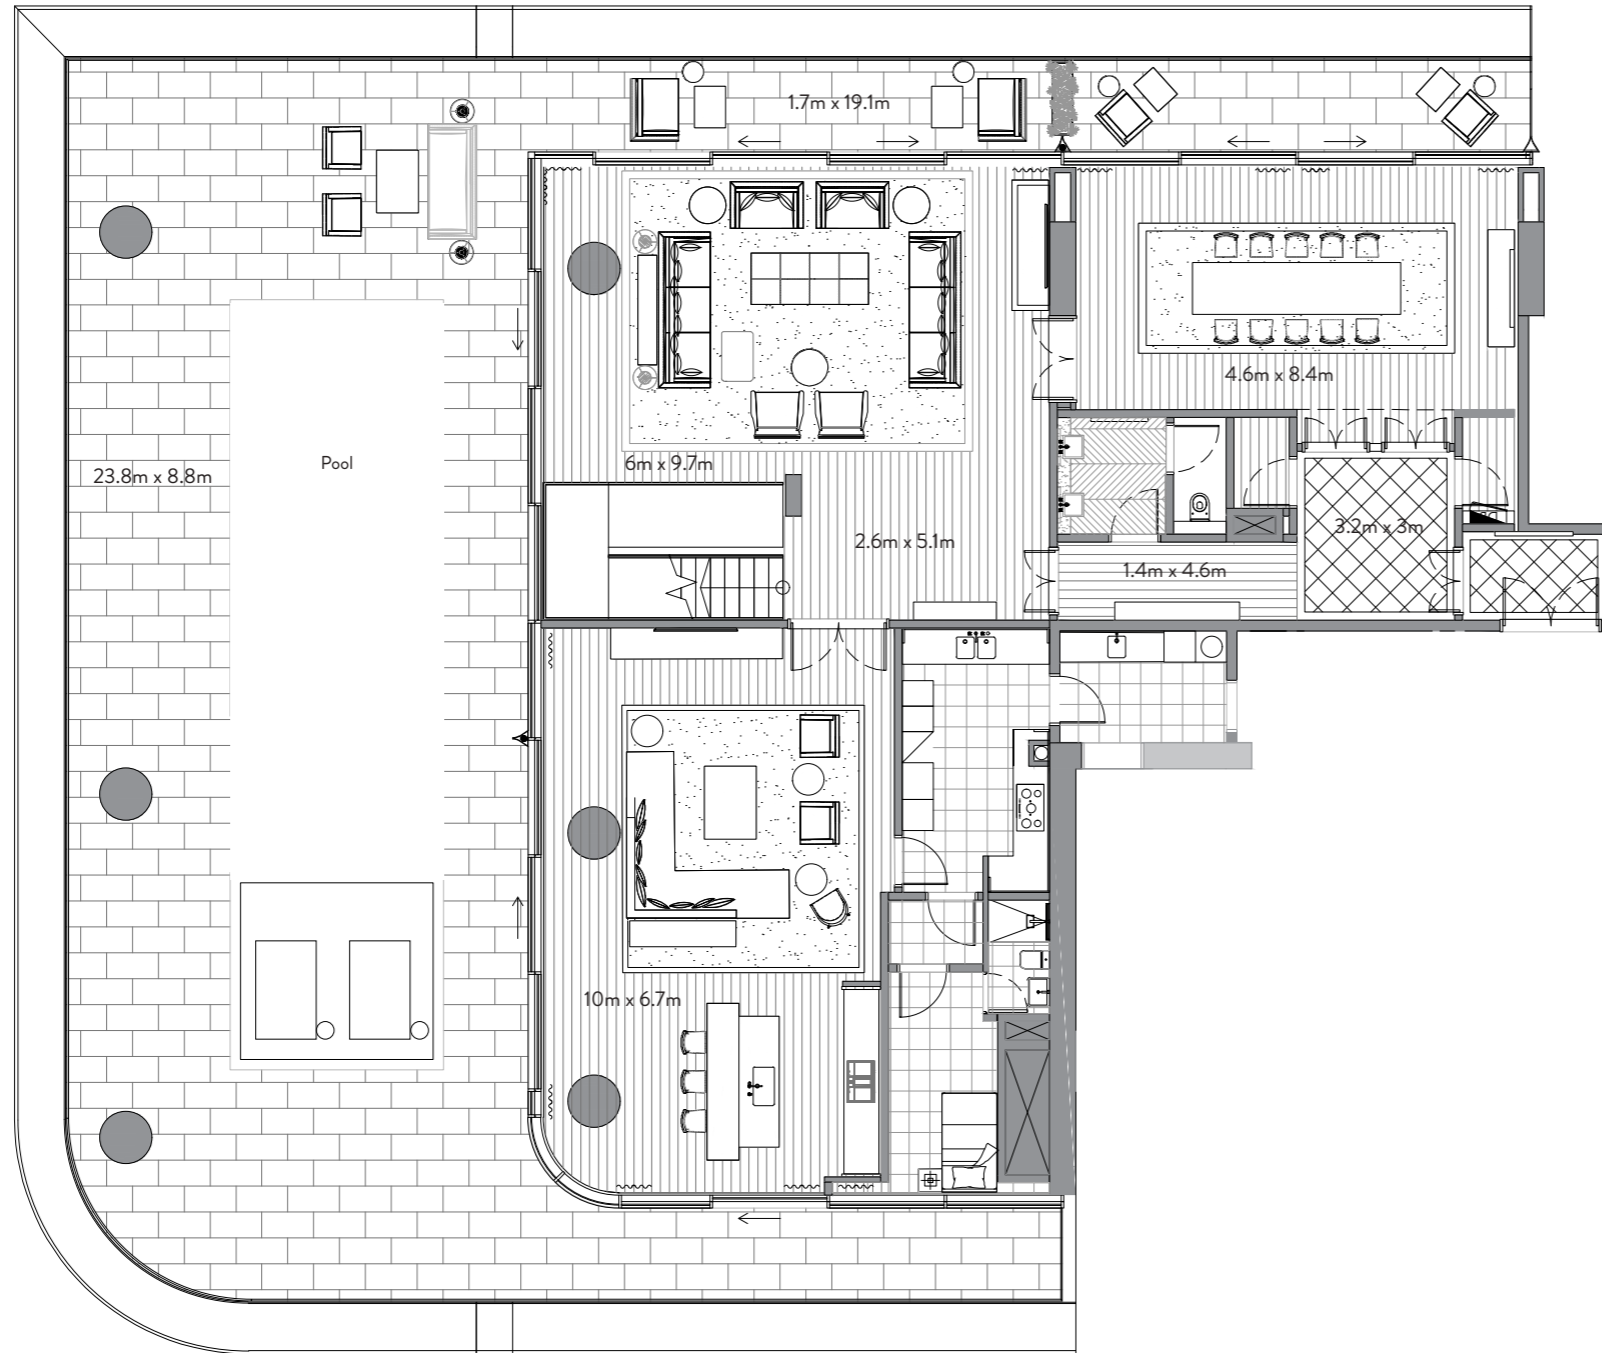 1.7m x 19.1m
4.6m x 8.4m
Pool
23.8m x 8.8m
6m x 9.7m
3.2m x 3m
2.6m x 5.1m
1.4m x 4.6m
10m x 6.7m